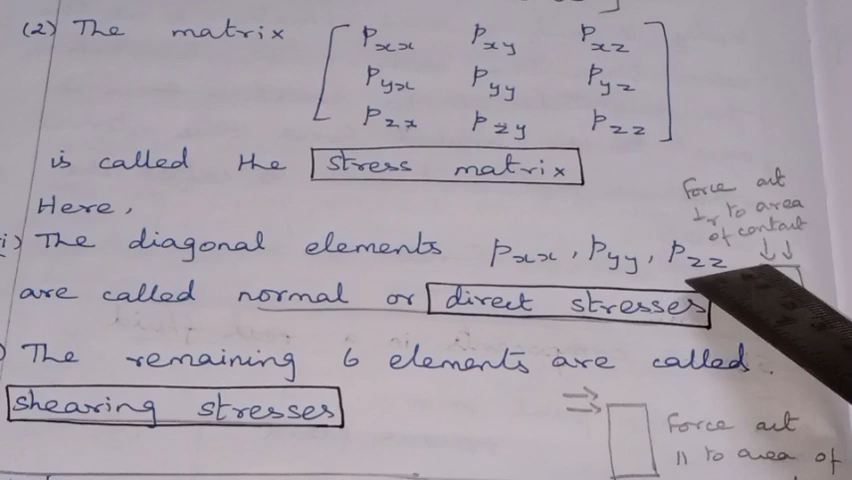 (2) The matrix
Pxx Pxy Pxz
Pyx Pyy Pyz
Pzx Pzy Pzz
is called the stress matrix
Here,
i) The diagonal elements Pxx, Pyy, Pzz
are called normal or direct stresses
) The remaining 6 elements are called.
shearing stresses
Force act
⊥r to area
of contact
Force act
|| to area of